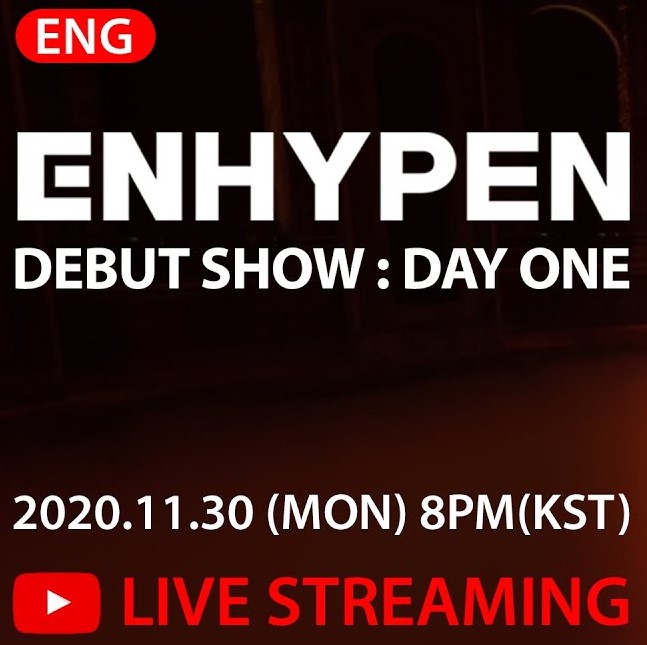 ENG
ENHYPEN
DEBUT SHOW : DAY ONE
2020.11.30 (MON) 8PM(KST)
LIVE STREAMING